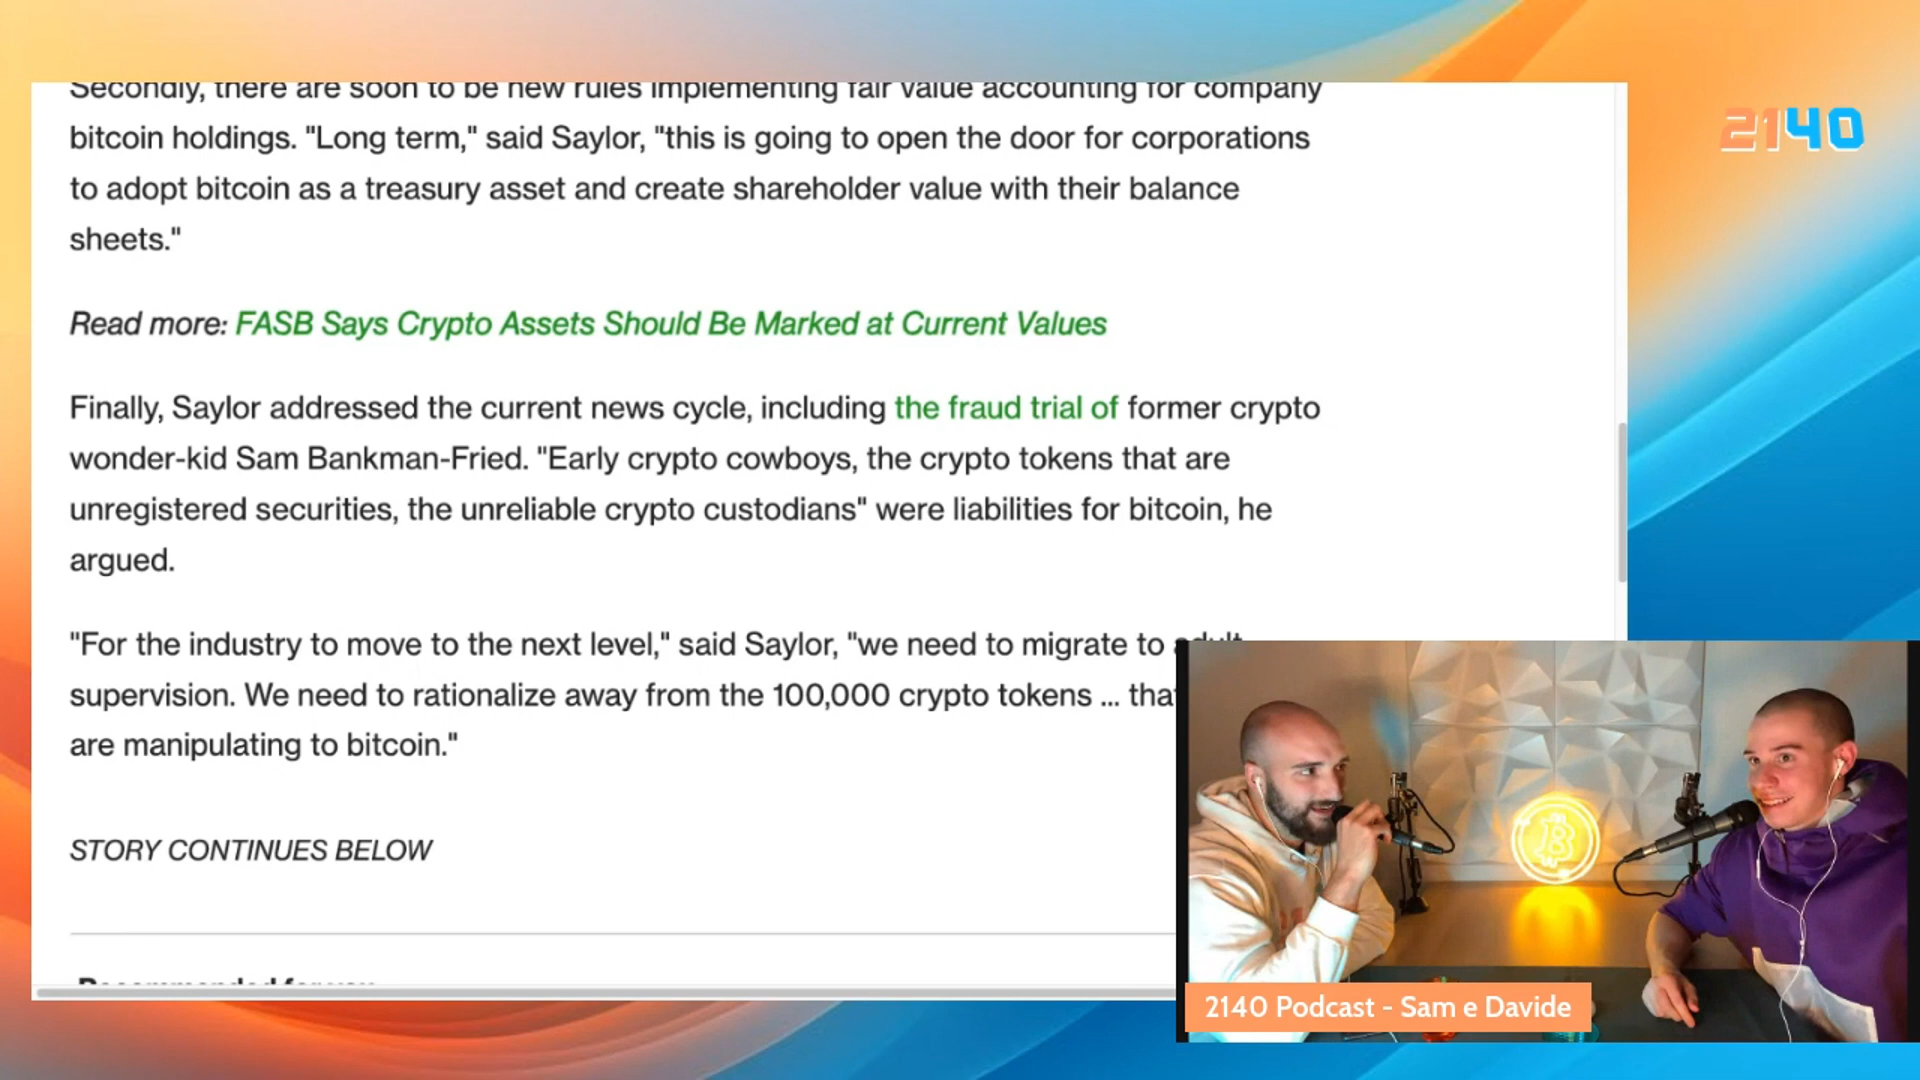 Secondly, there are soon to be new rules implementing fair value accounting for company
bitcoin holdings. "Long term," said Saylor, "this is going to open the door for corporations
to adopt bitcoin as a treasury asset and create shareholder value with their balance
sheets."
Read more: FASB Says Crypto Assets Should Be Marked at Current Values
Finally, Saylor addressed the current news cycle, including the fraud trial of former crypto
wonder-kid Sam Bankman-Fried. "Early crypto cowboys, the crypto tokens that are
unregistered securities, the unreliable crypto custodians" were liabilities for bitcoin, he
argued.
"For the industry to move to the next level," said Saylor, "we need to migrate to adult
supervision. We need to rationalize away from the 100,000 crypto tokens ... that
are manipulating to bitcoin."
STORY CONTINUES BELOW
Recommended for you
2140
2140 Podcast - Sam e Davide